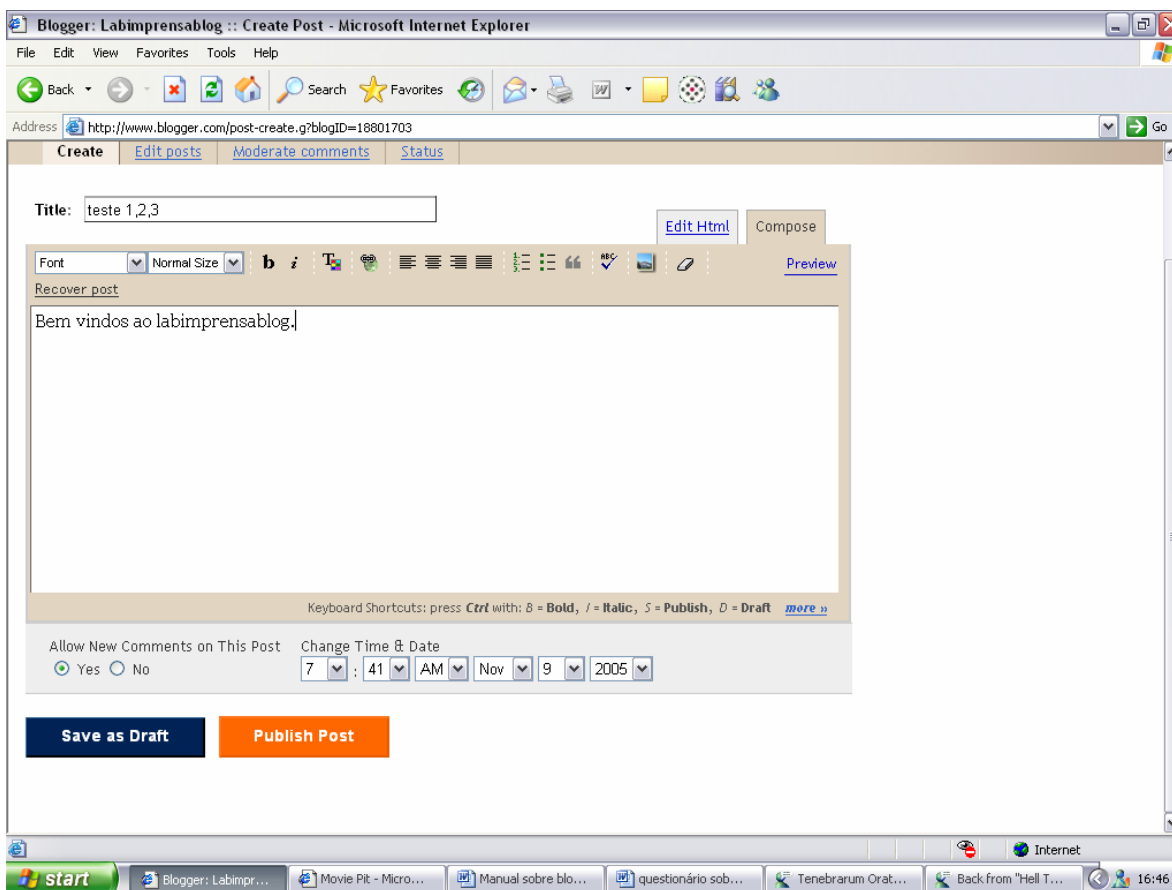 Blogger: Labimprensablog :: Create Post - Microsoft Internet Explorer
File Edit View Favorites Tools Help
Back Search Favorites
Address http://www.blogger.com/post-create.g?blogID=18801703 Go
Create Edit posts Moderate comments Status
Title: teste 1,2,3
Edit Html Compose
Font Normal Size b i T ABC Preview
Recover post
Bem vindos ao labimprensablog.
Keyboard Shortcuts: press Ctrl with: B = Bold, I = Italic, S = Publish, D = Draft more »
Allow New Comments on This Post Change Time & Date
Yes No 7 : 41 AM Nov 9 2005
Save as Draft Publish Post
Internet
start Blogger: Labimpr... Movie Pit - Micro... Manual sobre blo... questionário sob... Tenebrarum Orat... Back from "Hell T... 16:46